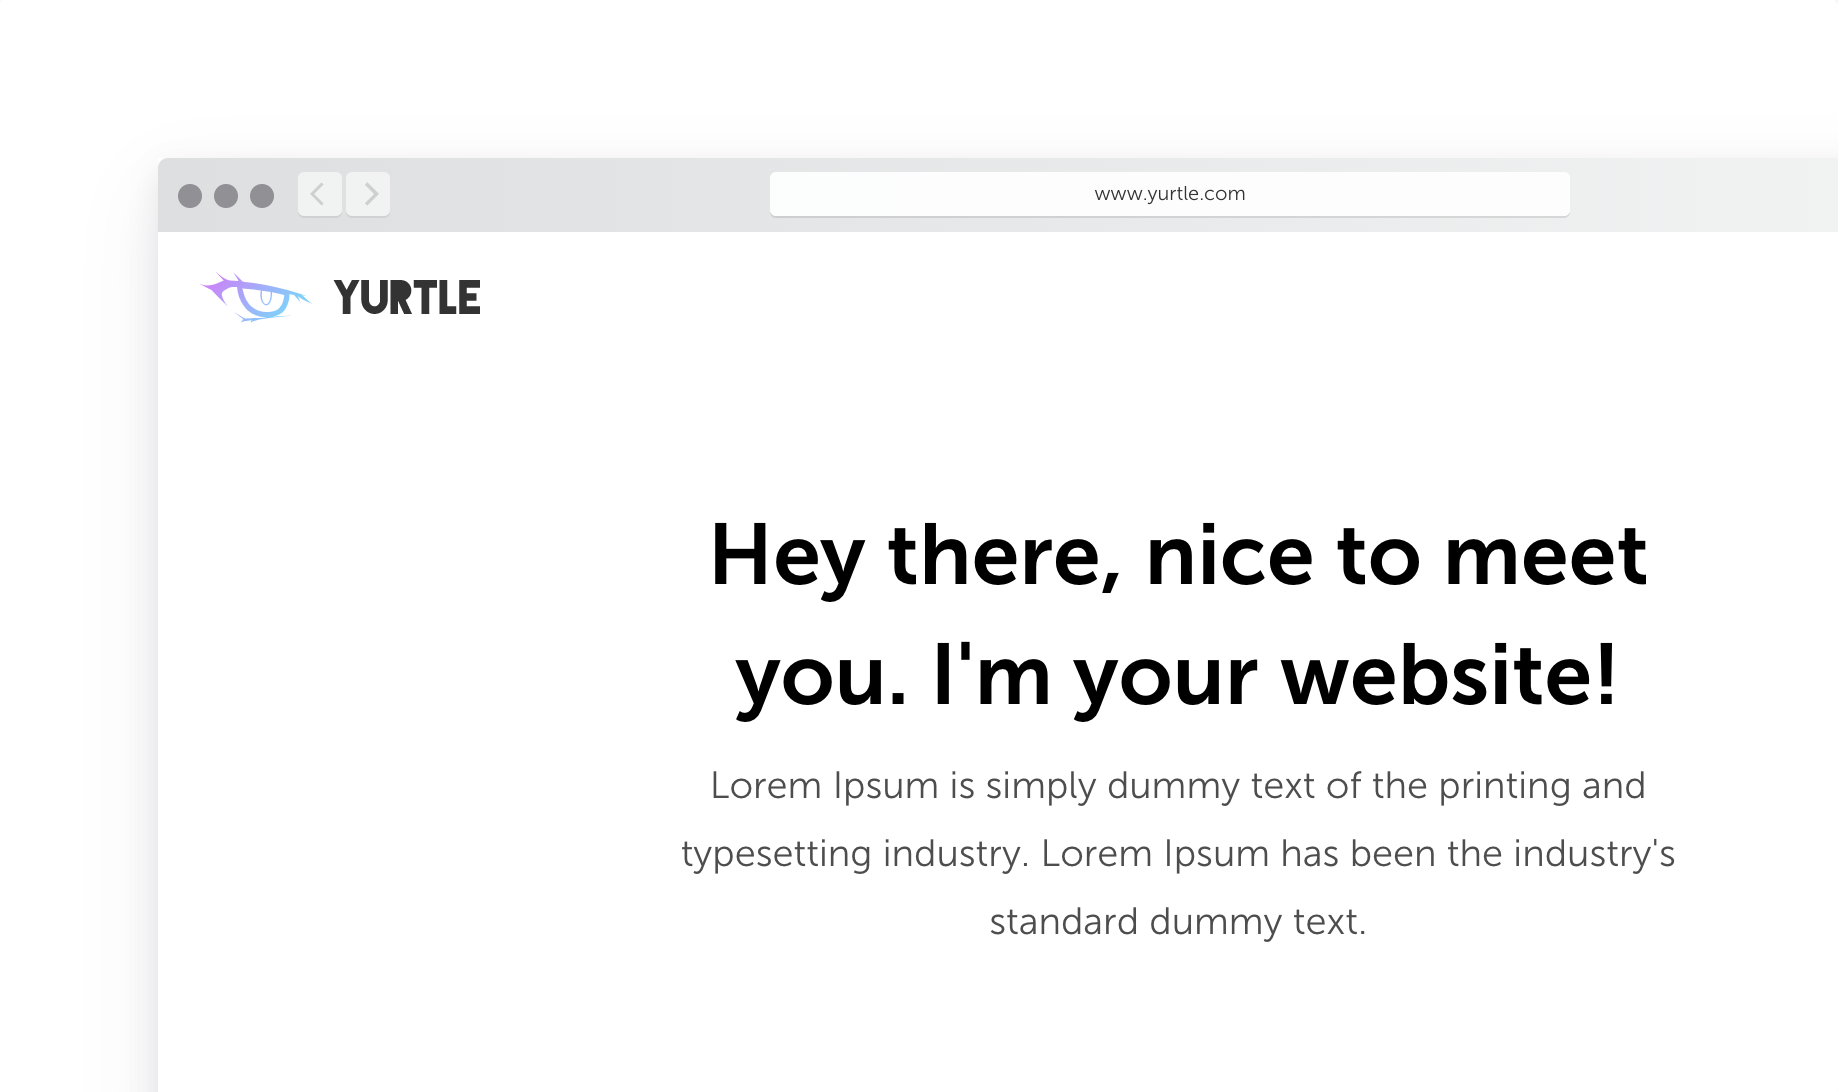 www.yurtle.com
YURTLE
Hey there, nice to meet
you. I'm your website!
Lorem Ipsum is simply dummy text of the printing and
typesetting industry. Lorem Ipsum has been the industry's
standard dummy text.